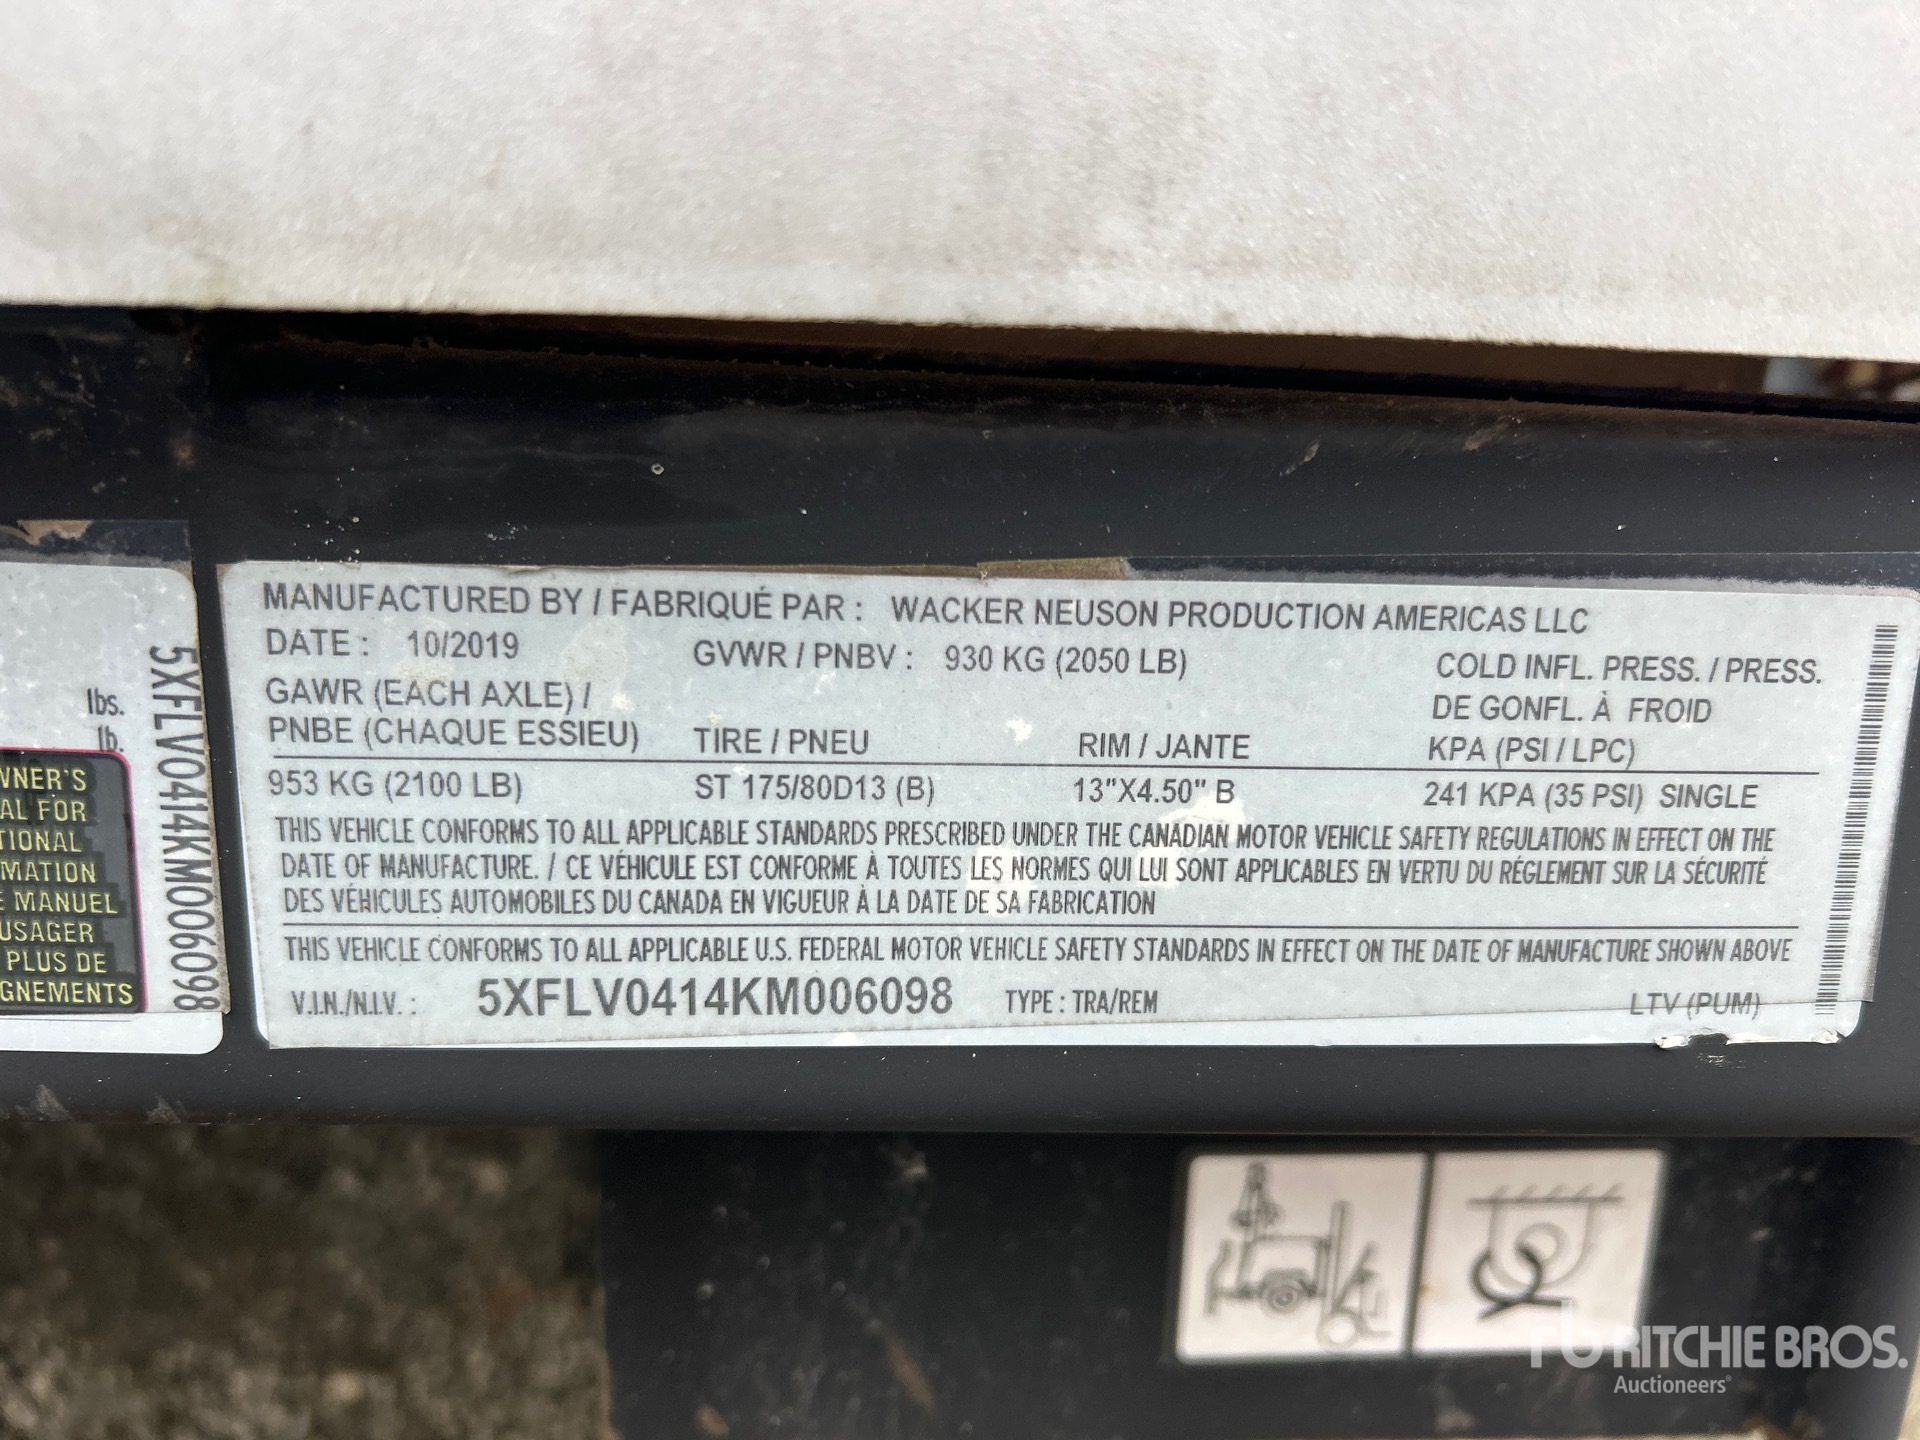 lbs.
lb.
WNER'S
AL FOR
TIONAL
MATION
E MANUEL
USAGER
PLUS DE
GNEMENTS
5XFLV0414KM006098
MANUFACTURED BY / FABRIQUÉ PAR : WACKER NEUSON PRODUCTION AMERICAS LLC
DATE : 10/2019 GVWR / PNBV : 930 KG (2050 LB) COLD INFL. PRESS. / PRESS.
GAWR (EACH AXLE) / DE GONFL. À FROID
PNBE (CHAQUE ESSIEU) TIRE / PNEU RIM / JANTE KPA (PSI / LPC)
953 KG (2100 LB) ST 175/80D13 (B) 13"X4.50" B 241 KPA (35 PSI) SINGLE
THIS VEHICLE CONFORMS TO ALL APPLICABLE STANDARDS PRESCRIBED UNDER THE CANADIAN MOTOR VEHICLE SAFETY REGULATIONS IN EFFECT ON THE
DATE OF MANUFACTURE. / CE VÉHICULE EST CONFORME À TOUTES LES NORMES QUI LUI SONT APPLICABLES EN VERTU DU RÉGLEMENT SUR LA SÉCURITÉ
DES VÉHICULES AUTOMOBILES DU CANADA EN VIGUEUR À LA DATE DE SA FABRICATION
THIS VEHICLE CONFORMS TO ALL APPLICABLE U.S. FEDERAL MOTOR VEHICLE SAFETY STANDARDS IN EFFECT ON THE DATE OF MANUFACTURE SHOWN ABOVE
V.I.N./N.I.V. : 5XFLV0414KM006098 TYPE : TRA/REM LTV (PUM)
RITCHIE BROS.
Auctioneers